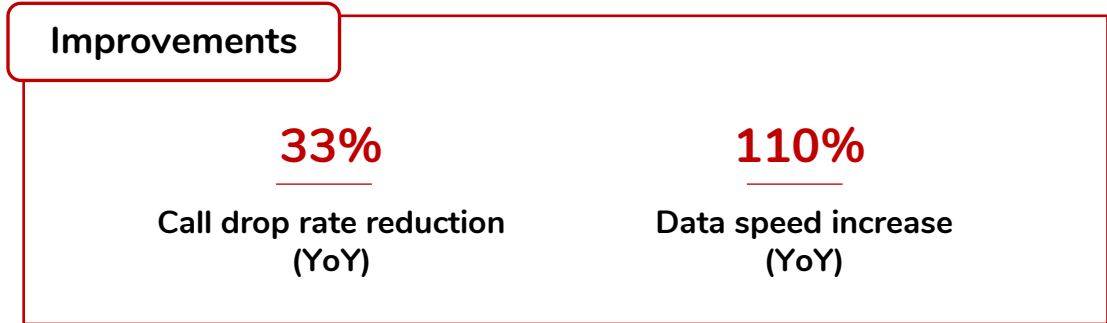 Improvements
33%
110%
Call drop rate reduction
(YoY)
Data speed increase
(YoY)